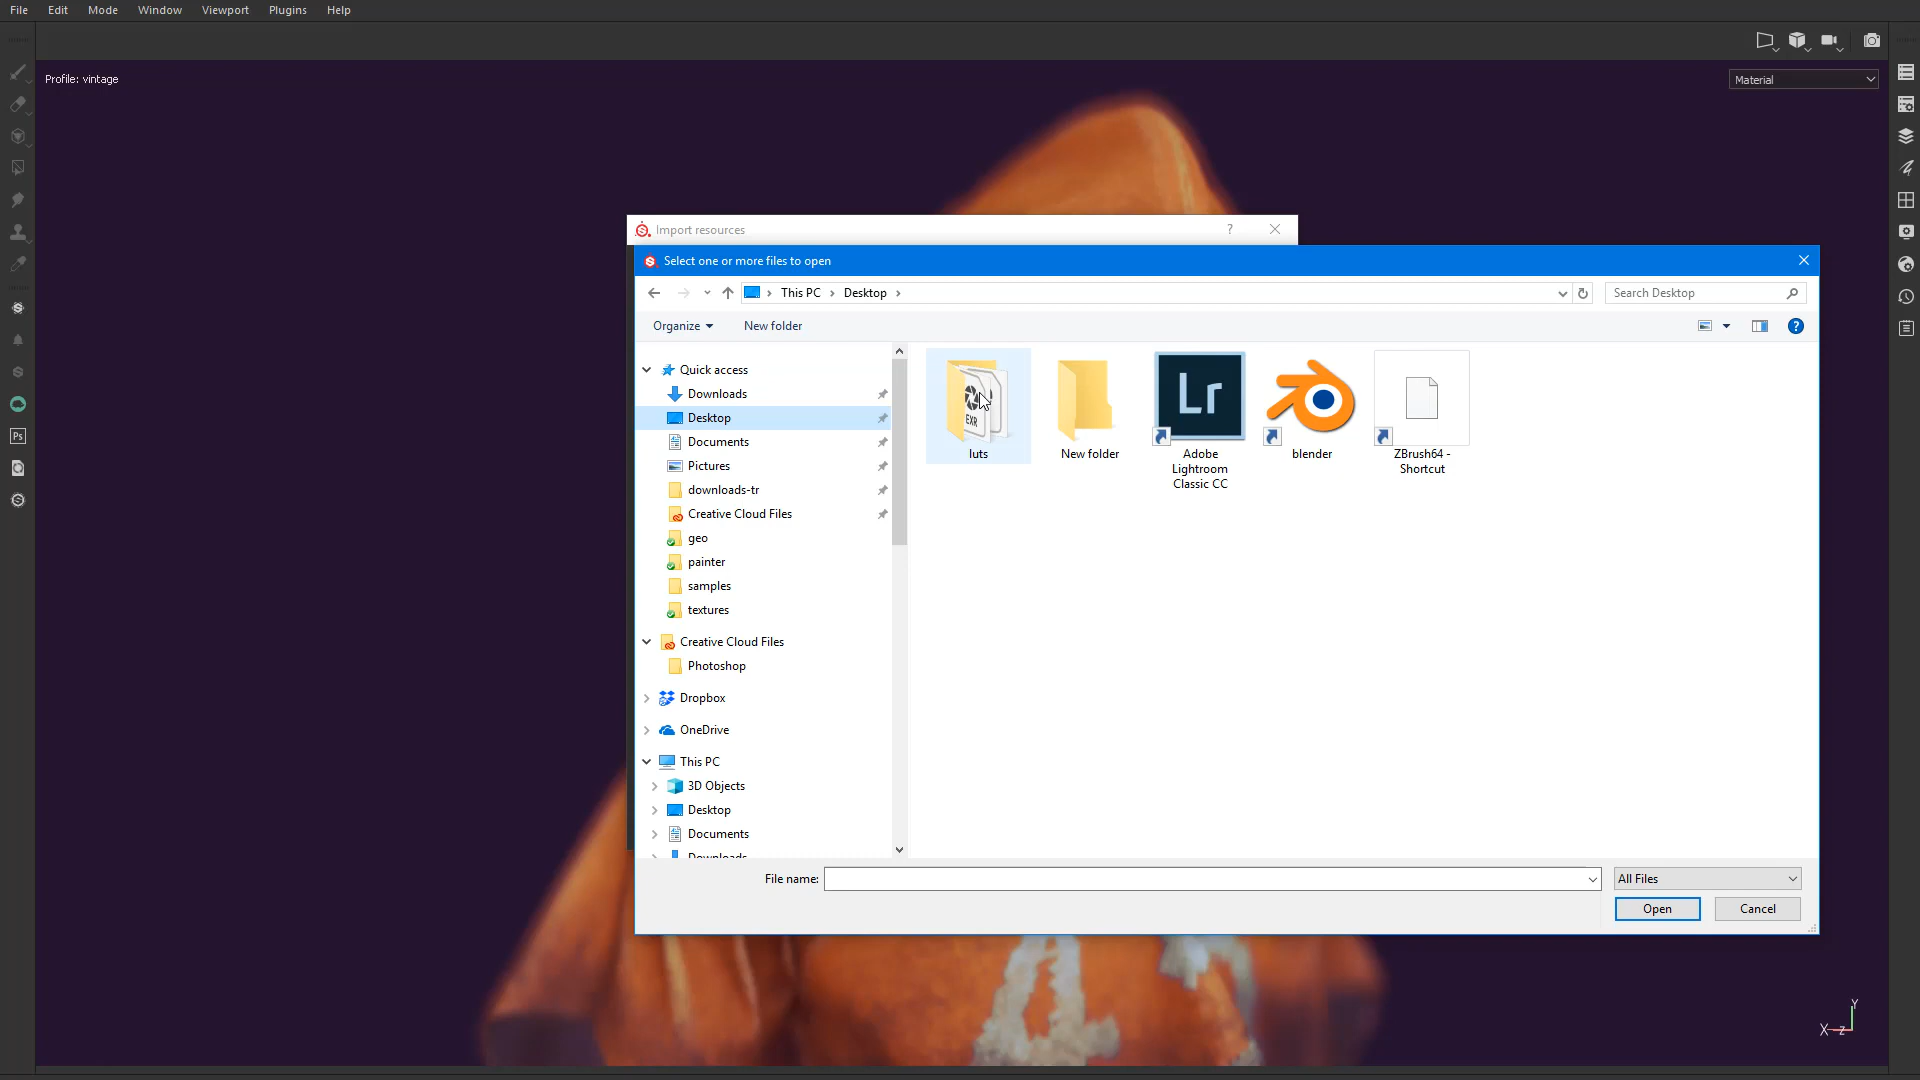 File Edit Mode Window Viewport Plugins Help
Profile: vintage
Material
Import resources ?
Select one or more files to open
This PC Desktop
Search Desktop
Organize New folder
Quick access
Downloads
Desktop
Documents
Pictures
downloads-tr
Creative Cloud Files
geo
painter
samples
textures
Creative Cloud Files
Photoshop
Dropbox
OneDrive
This PC
3D Objects
Desktop
Documents
Downloads
EXR
luts
New folder
Lr
Adobe
Lightroom
Classic CC
blender
ZBrush64 -
Shortcut
File name:
All Files
Open Cancel
Ps
Y
X Z